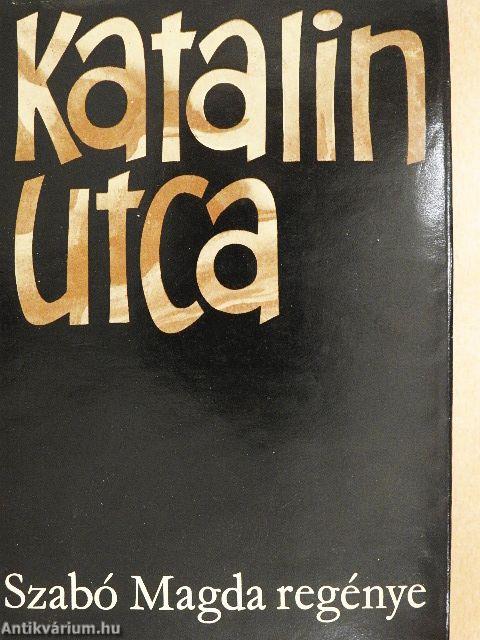 Katalin
utca
Szabó Magda regénye
Antikvárium.hu